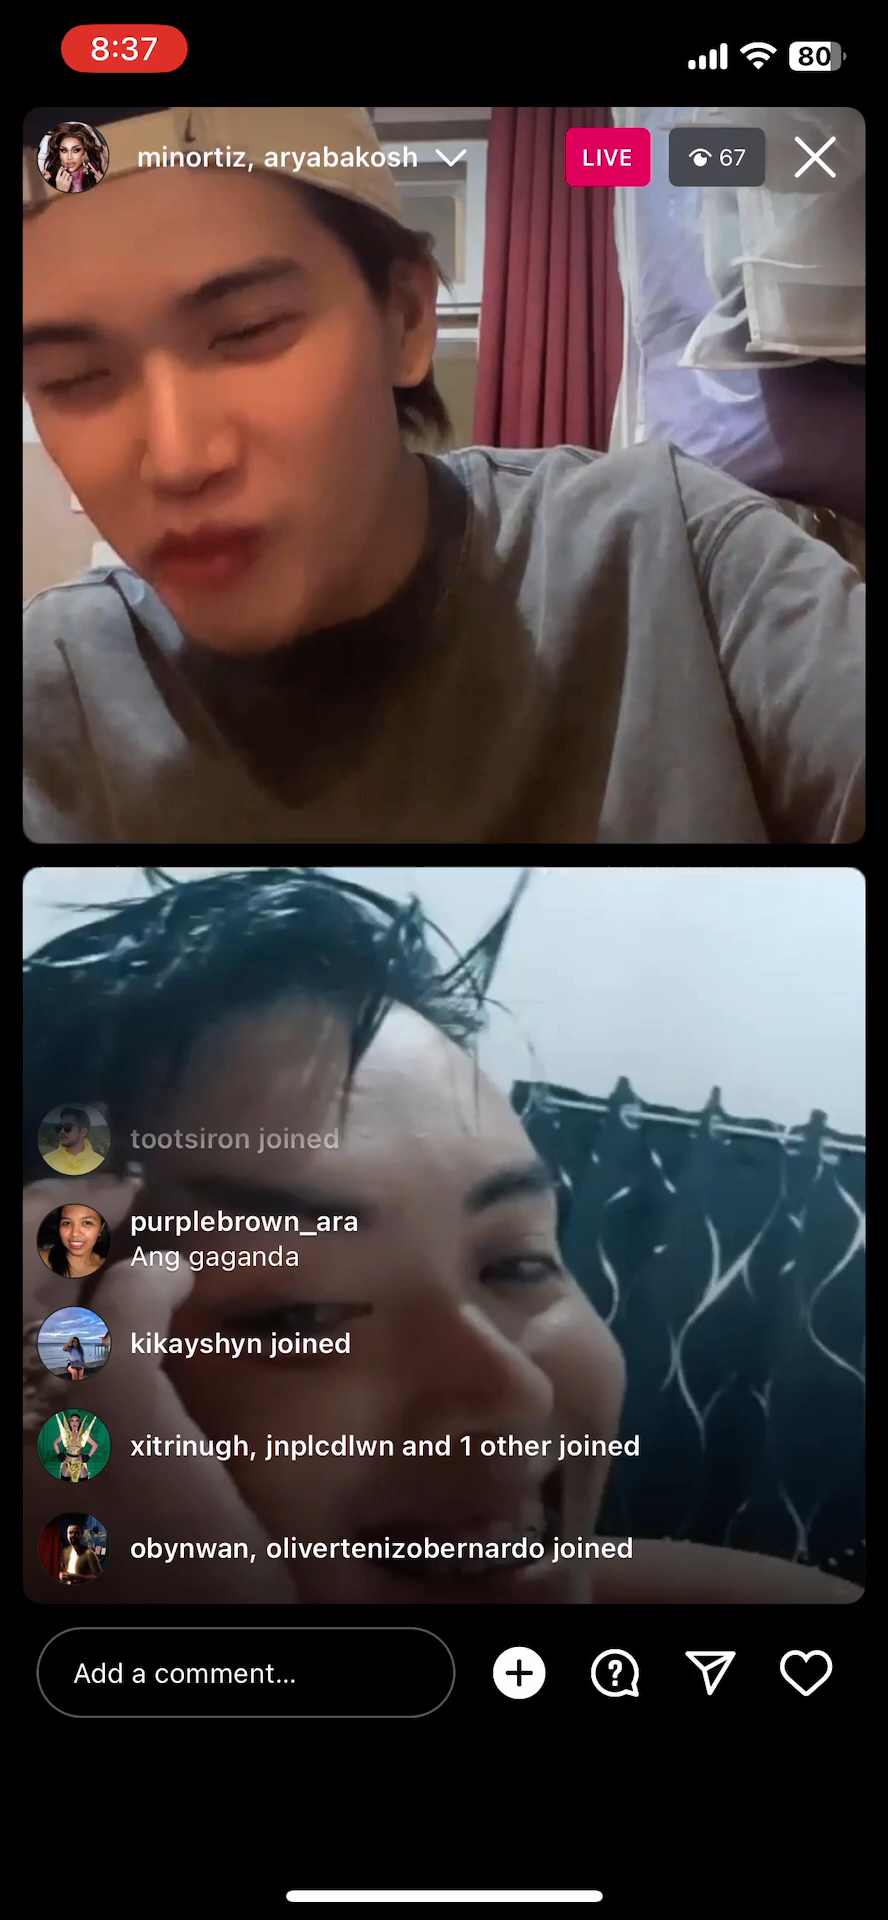 8:37
80
minortiz, aryabakosh
LIVE
67
tootsiron joined
purplebrown_ara
Ang gaganda
kikayshyn joined
xitrinugh, jnplcdlwn and 1 other joined
obynwan, olivertenizobernardo joined
Add a comment...